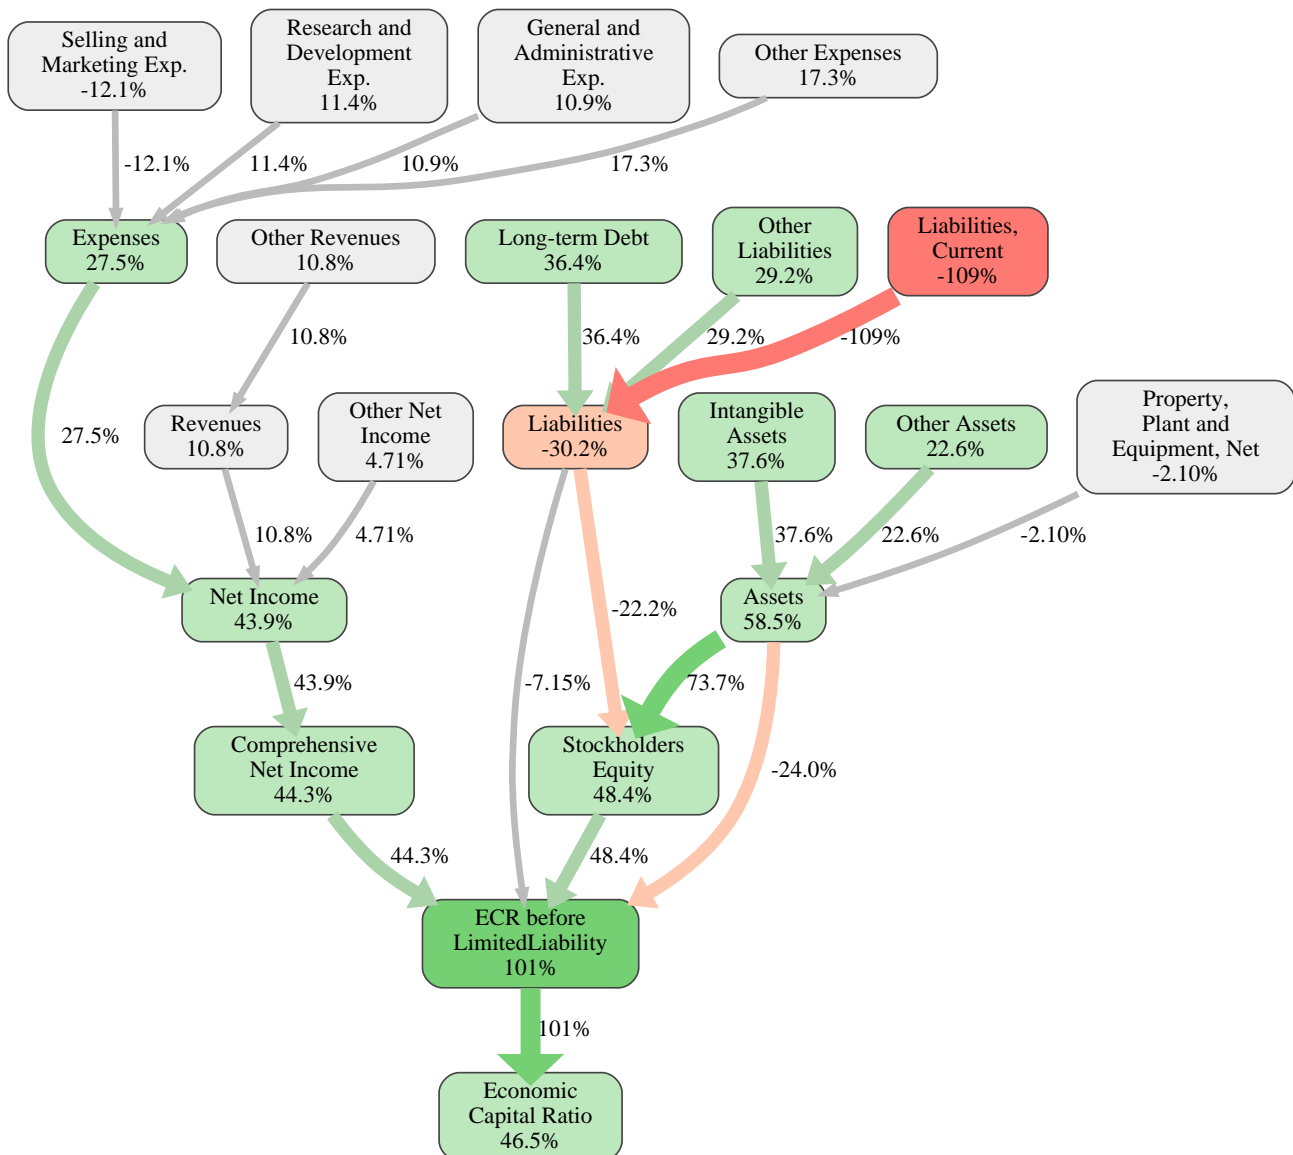 Selling and
Marketing Exp.
-12.1%
Research and
Development
Exp.
11.4%
General and
Administrative
Exp.
10.9%
Other Expenses
17.3%
-12.1%
11.4%
10.9%
17.3%
Expenses
27.5%
Other Revenues
10.8%
Long-term Debt
36.4%
Other
Liabilities
29.2%
Liabilities,
Current
-109%
10.8%
36.4%
29.2%
-109%
27.5%
Revenues
10.8%
Other Net
Income
4.71%
Liabilities
-30.2%
Intangible
Assets
37.6%
Other Assets
22.6%
Property,
Plant and
Equipment, Net
-2.10%
10.8%
4.71%
37.6%
22.6%
-2.10%
Net Income
43.9%
-22.2%
Assets
58.5%
43.9%
-7.15%
73.7%
Comprehensive
Net Income
44.3%
Stockholders
Equity
48.4%
-24.0%
44.3%
48.4%
ECR before
LimitedLiability
101%
101%
Economic
Capital Ratio
46.5%